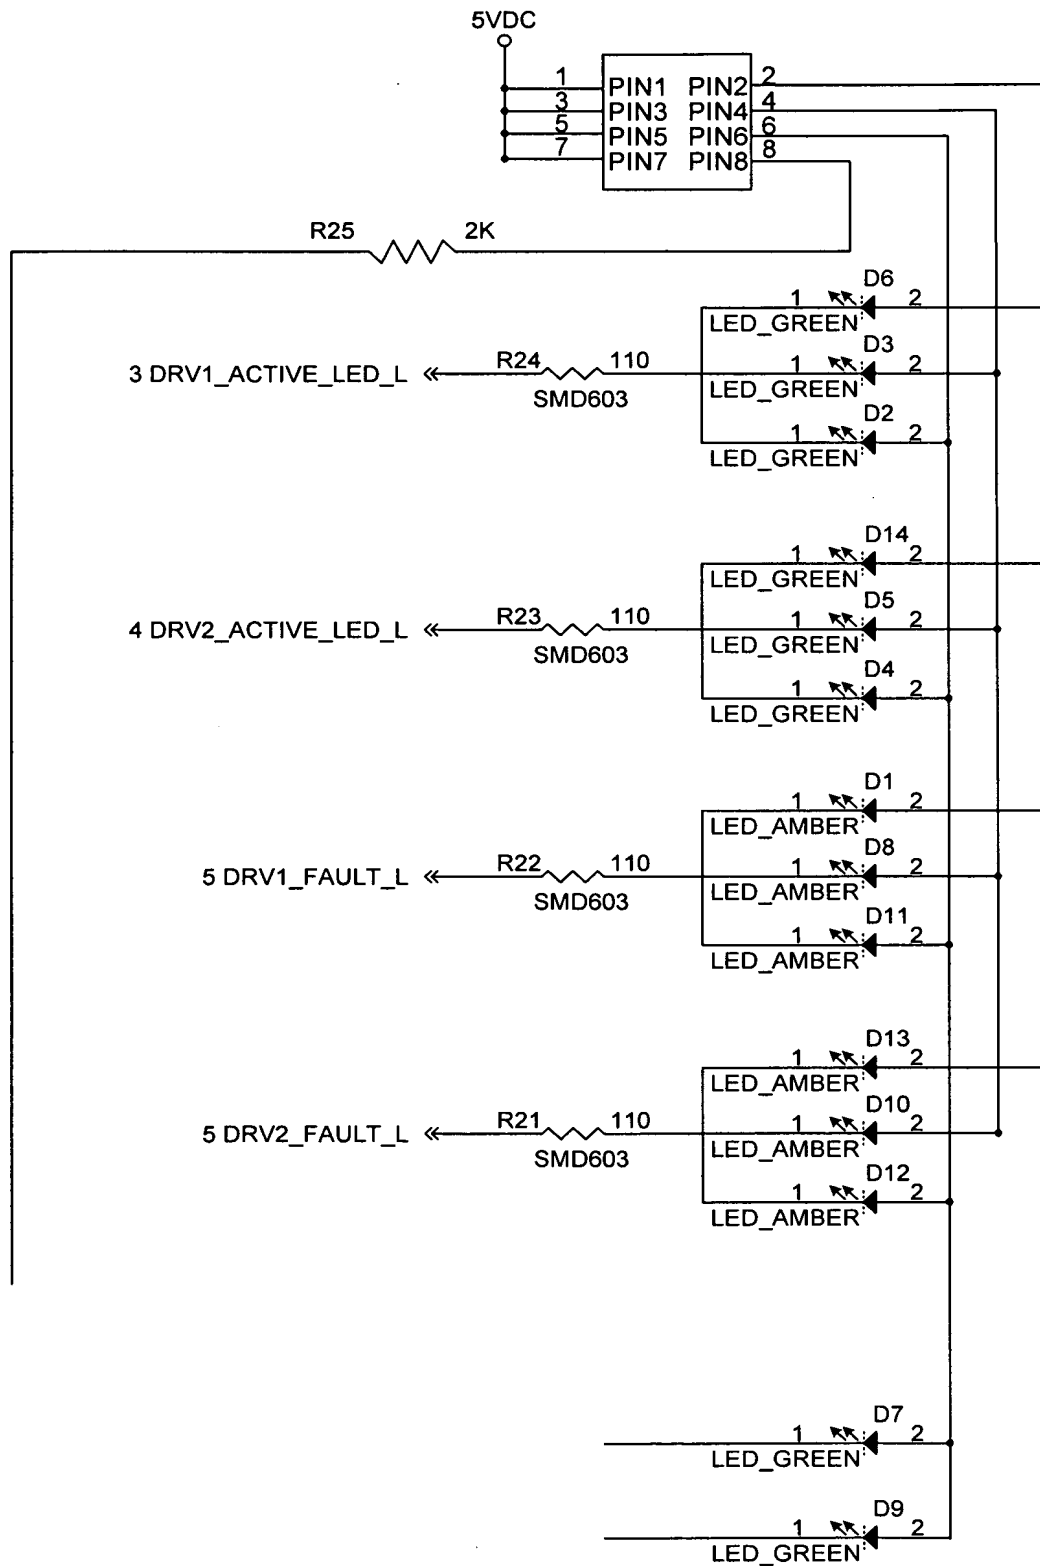 5VDC
1 PIN1 PIN2 2
3 PIN3 PIN4 4
5 PIN5 PIN6 6
7 PIN7 PIN8 8
R25 2K
D6
1 2
LED_GREEN
D3
3 DRV1_ACTIVE_LED_L R24 110 1 2
SMD603 LED_GREEN
D2
1 2
LED_GREEN
D14
1 2
LED_GREEN
D5
4 DRV2_ACTIVE_LED_L R23 110 1 2
SMD603 LED_GREEN
D4
1 2
LED_GREEN
D1
1 2
LED_AMBER
D8
5 DRV1_FAULT_L R22 110 1 2
SMD603 LED_AMBER
D11
1 2
LED_AMBER
D13
1 2
LED_AMBER
D10
5 DRV2_FAULT_L R21 110 1 2
SMD603 LED_AMBER
D12
1 2
LED_AMBER
D7
1 2
LED_GREEN
D9
1 2
LED_GREEN